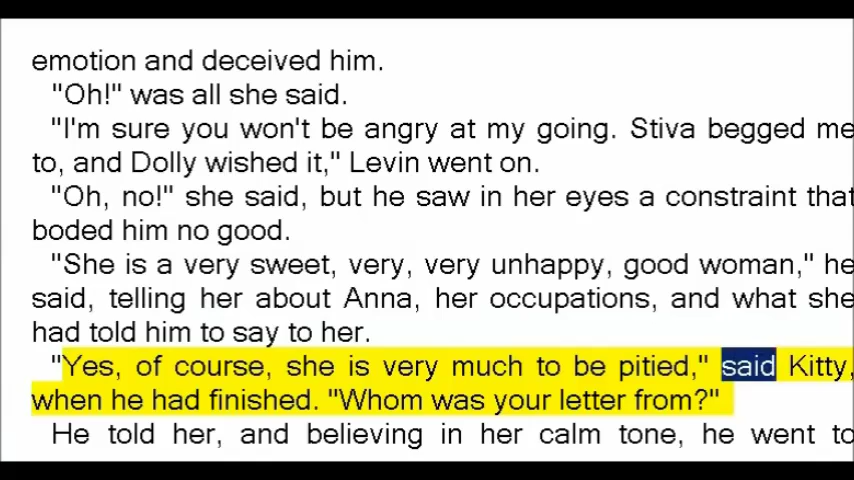 emotion and deceived him.
"Oh!" was all she said.
"I'm sure you won't be angry at my going. Stiva begged me
to, and Dolly wished it," Levin went on.
"Oh, no!" she said, but he saw in her eyes a constraint that
boded him no good.
"She is a very sweet, very, very unhappy, good woman," he
said, telling her about Anna, her occupations, and what she
had told him to say to her.
"Yes, of course, she is very much to be pitied," said Kitty,
when he had finished. "Whom was your letter from?"
He told her, and believing in her calm tone, he went to